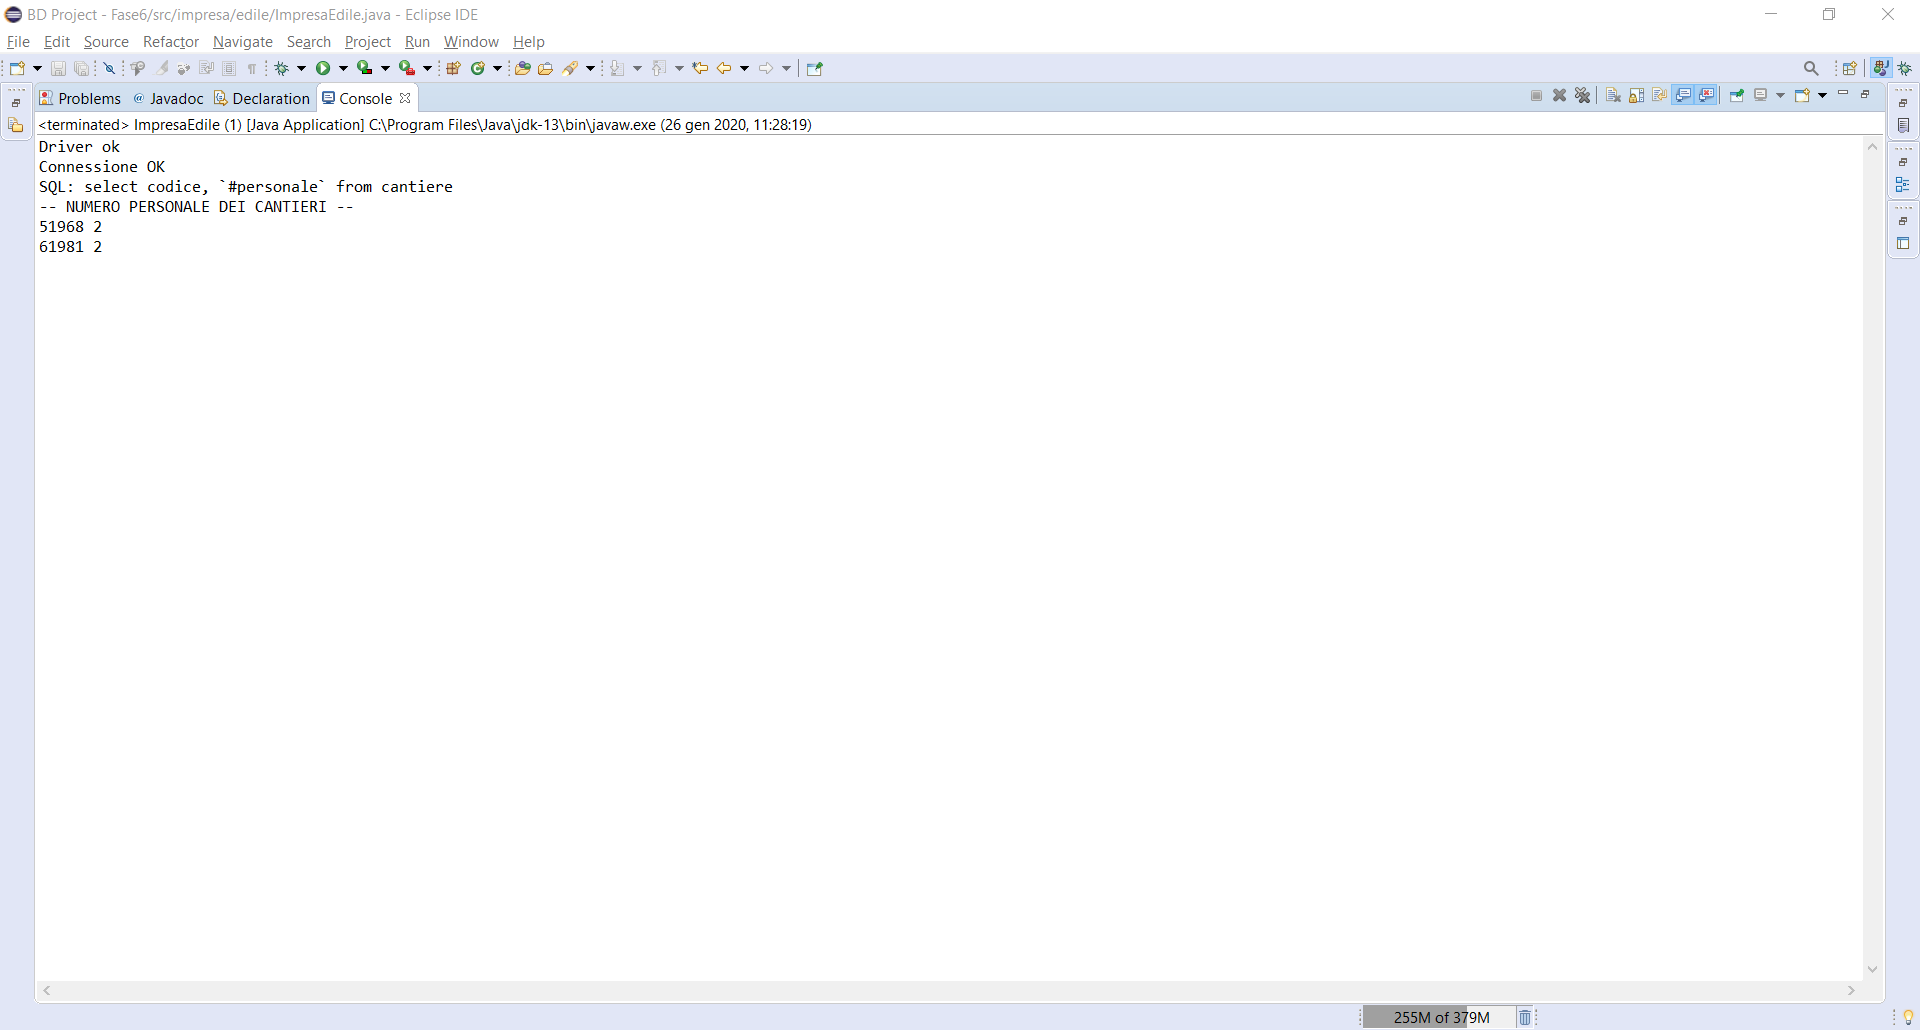 BD Project - Fase6/src/impresa/edile/ImpresaEdile.java - Eclipse IDE
File Edit Source Refactor Navigate Search Project Run Window Help
Problems @ Javadoc Declaration Console
<terminated> ImpresaEdile (1) [Java Application] C:\Program Files\Java\jdk-13\bin\javaw.exe (26 gen 2020, 11:28:19)
Driver ok
Connessione OK
SQL: select codice, `#personale` from cantiere
-- NUMERO PERSONALE DEI CANTIERI --
51968 2
61981 2
255M of 379M